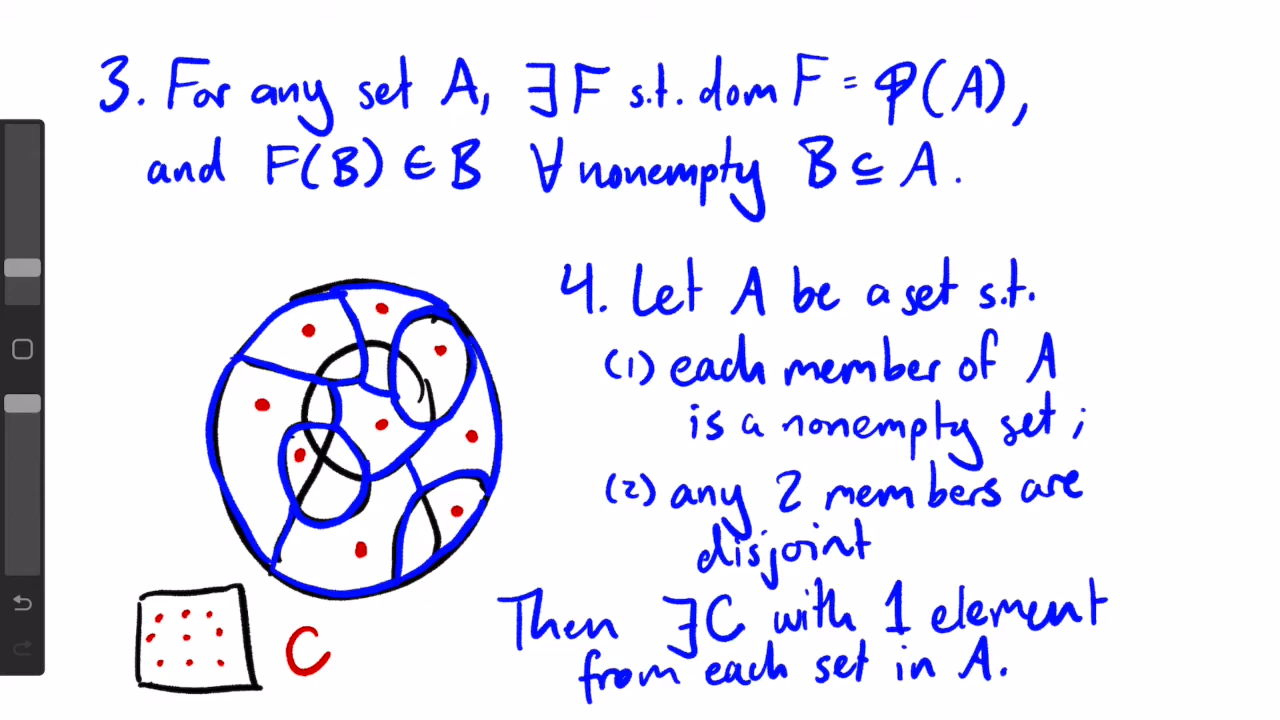 3. For any set A, ∃F s.t. dom F = P(A),
and F(B) ∈ B ∀ nonempty B ⊆ A.
4. Let A be a set s.t.
(1) each member of A
is a nonempty set;
(2) any 2 members are
disjoint
Then ∃C with 1 element
from each set in A.
C